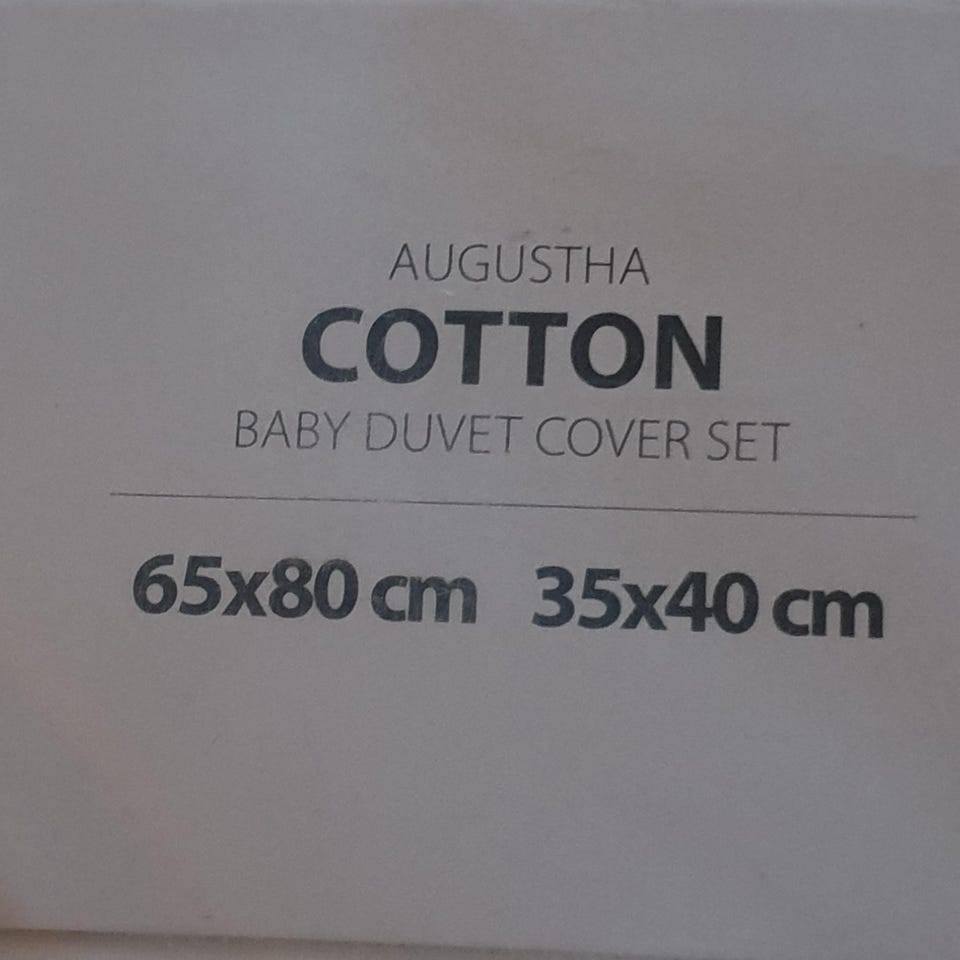 AUGUSTHA
COTTON
BABY DUVET COVER SET
65x80 cm 35x40 cm